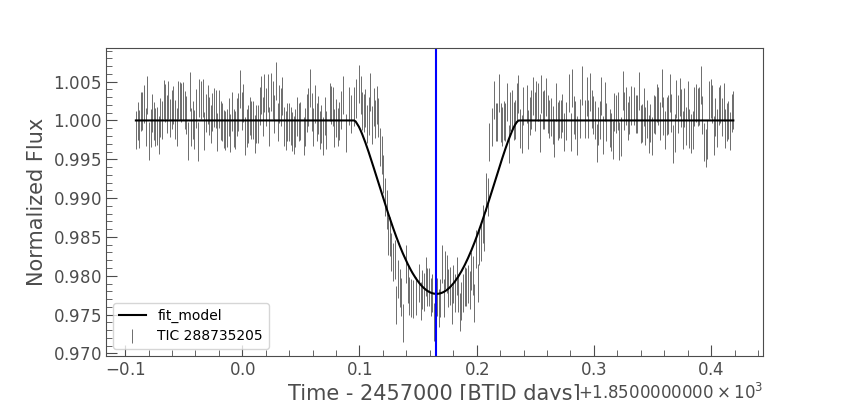 1.005
1.000
0.995
0.990
0.985
0.980
0.975
0.970
Normalized Flux
fit_model
TIC 288735205
−0.1 0.0 0.1 0.2 0.3 0.4
Time - 2457000 [BTJD days]
+1.8500000000 × 10³